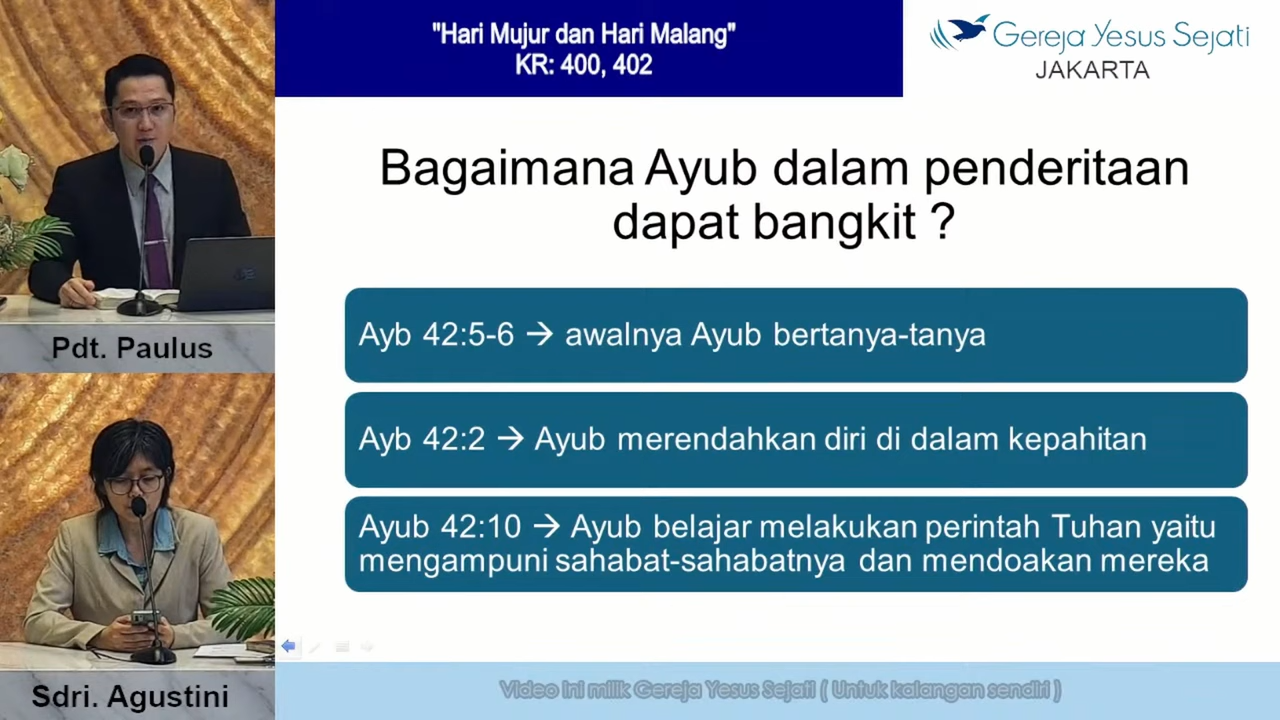 "Hari Mujur dan Hari Malang"
KR: 400, 402
Gereja Yesus Sejati
JAKARTA
Bagaimana Ayub dalam penderitaan
dapat bangkit ?
Ayb 42:5-6 → awalnya Ayub bertanya-tanya
Ayb 42:2 → Ayub merendahkan diri di dalam kepahitan
Ayub 42:10 → Ayub belajar melakukan perintah Tuhan yaitu
mengampuni sahabat-sahabatnya dan mendoakan mereka
Pdt. Paulus
Sdri. Agustini
Video ini milik Gereja Yesus Sejati ( Untuk kalangan sendiri )